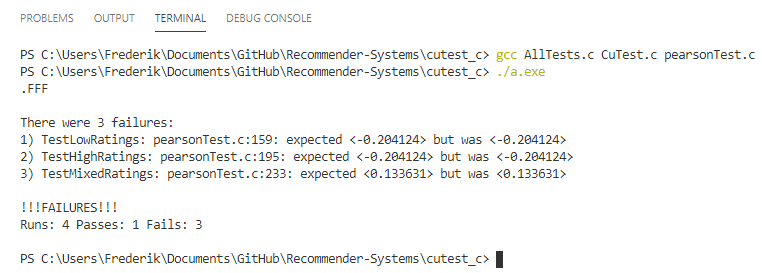 PROBLEMS OUTPUT TERMINAL DEBUG CONSOLE
PS C:\Users\Frederik\Documents\GitHub\Recommender-Systems\cutest_c> gcc AllTests.c CuTest.c pearsonTest.c
PS C:\Users\Frederik\Documents\GitHub\Recommender-Systems\cutest_c> ./a.exe
.FFF
There were 3 failures:
1) TestLowRatings: pearsonTest.c:159: expected <-0.204124> but was <-0.204124>
2) TestHighRatings: pearsonTest.c:195: expected <-0.204124> but was <-0.204124>
3) TestMixedRatings: pearsonTest.c:233: expected <0.133631> but was <0.133631>
!!!FAILURES!!!
Runs: 4 Passes: 1 Fails: 3
PS C:\Users\Frederik\Documents\GitHub\Recommender-Systems\cutest_c>